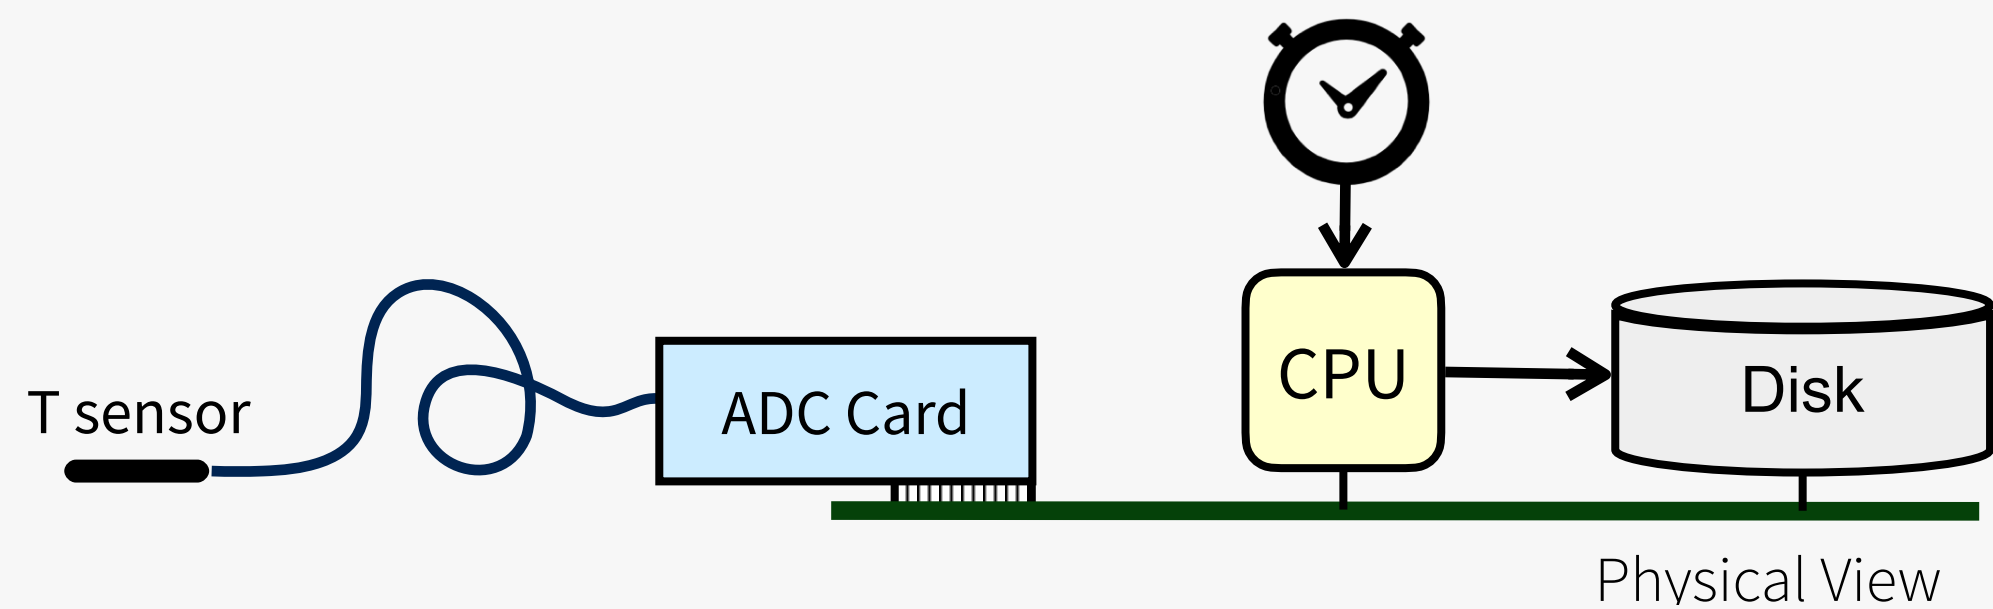 T sensor
ADC Card
CPU
Disk
Physical View